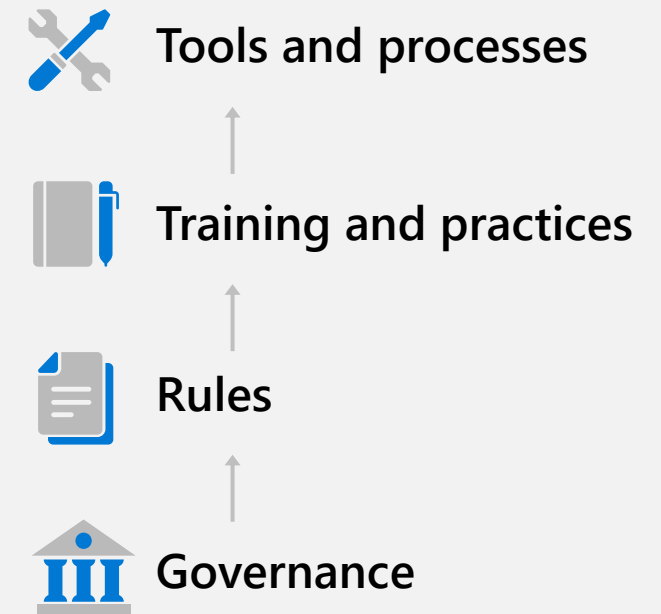 Tools and processes
Training and practices
Rules
Governance